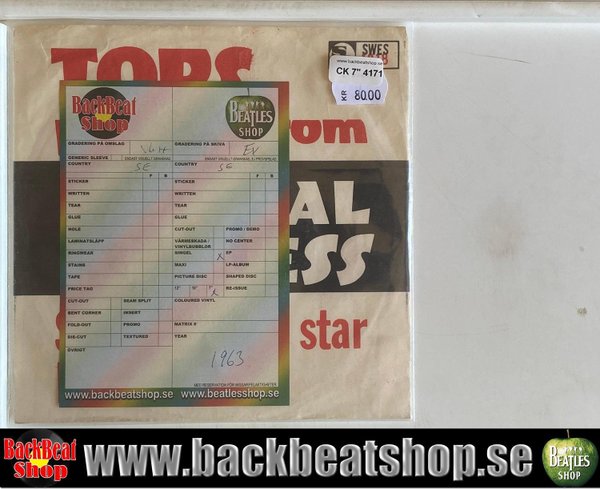 TOPS
SWES
www.backbeatshop.se
CK 7" 4171
KR 80.00
om
AL
ESS
star
BackBeat
Shop
BEATLES
SHOP
GRADERING PÅ OMSLAG VG++
GRADERING PÅ SKIVA EX
GENERIC SLEEVE
COUNTRY SE
COUNTRY SE
F B
F B
STICKER
STICKER
WRITTEN
WRITTEN
TEAR
TEAR
GLUE
GLUE
HOLE
CUT-OUT
PROMO / DEMO
LAMINATSLÄPP
VÄRMESKADA /
VINYLBUBBLOR
NO CENTER
RINGWEAR
SINGEL X
EP
STAINS
MAXI
LP-ALBUM
TAPE
PICTURE DISC
SHAPED DISC
PRICE TAG
12" 10" 7" X
RE-ISSUE
CUT-OUT
SEAM SPLIT
COLOURED VINYL
BENT CORNER
INSERT
FOLD-OUT
PROMO
MATRIX #
DIE-CUT
TEXTURED
YEAR
ÖVRIGT
1963
www.backbeatshop.se
www.beatlesshop.se
BackBeat
Shop
www.backbeatshop.se
BEATLES
SHOP